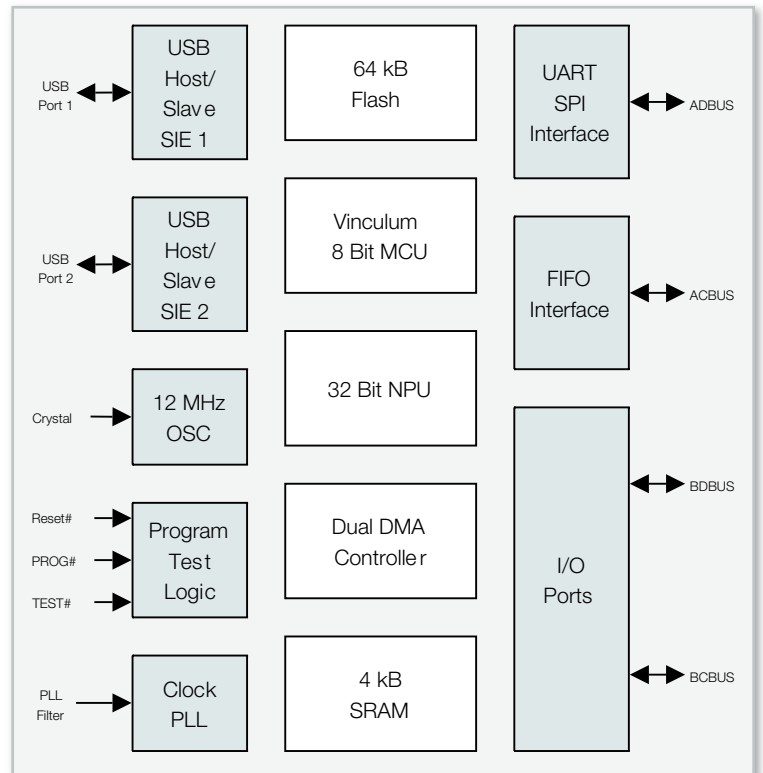 USB
Port 1
USB
Host/
Slave
SIE 1
64 kB
Flash
UART
SPI
Interface
ADBUS
USB
Port 2
USB
Host/
Slave
SIE 2
Vinculum
8 Bit MCU
FIFO
Interface
ACBUS
Crystal
12 MHz
OSC
32 Bit NPU
Reset#
PROG#
TEST#
Program
Test
Logic
Dual DMA
Controller
I/O
Ports
BDBUS
BCBUS
PLL
Filter
Clock
PLL
4 kB
SRAM